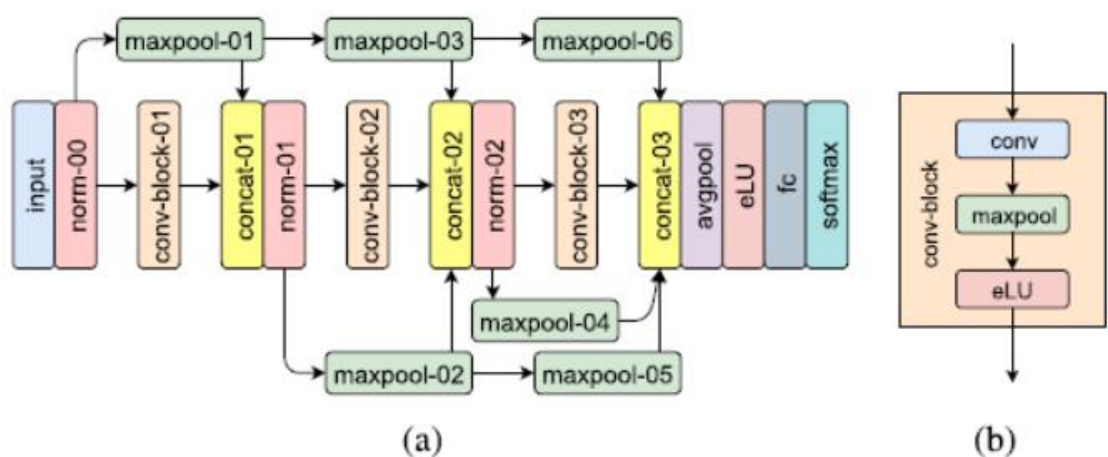 maxpool-01
maxpool-03
maxpool-06
input
norm-00
conv-block-01
concat-01
norm-01
conv-block-02
concat-02
norm-02
conv-block-03
concat-03
avgpool
eLU
fc
softmax
maxpool-04
maxpool-02
maxpool-05
(a)
conv-block
conv
maxpool
eLU
(b)